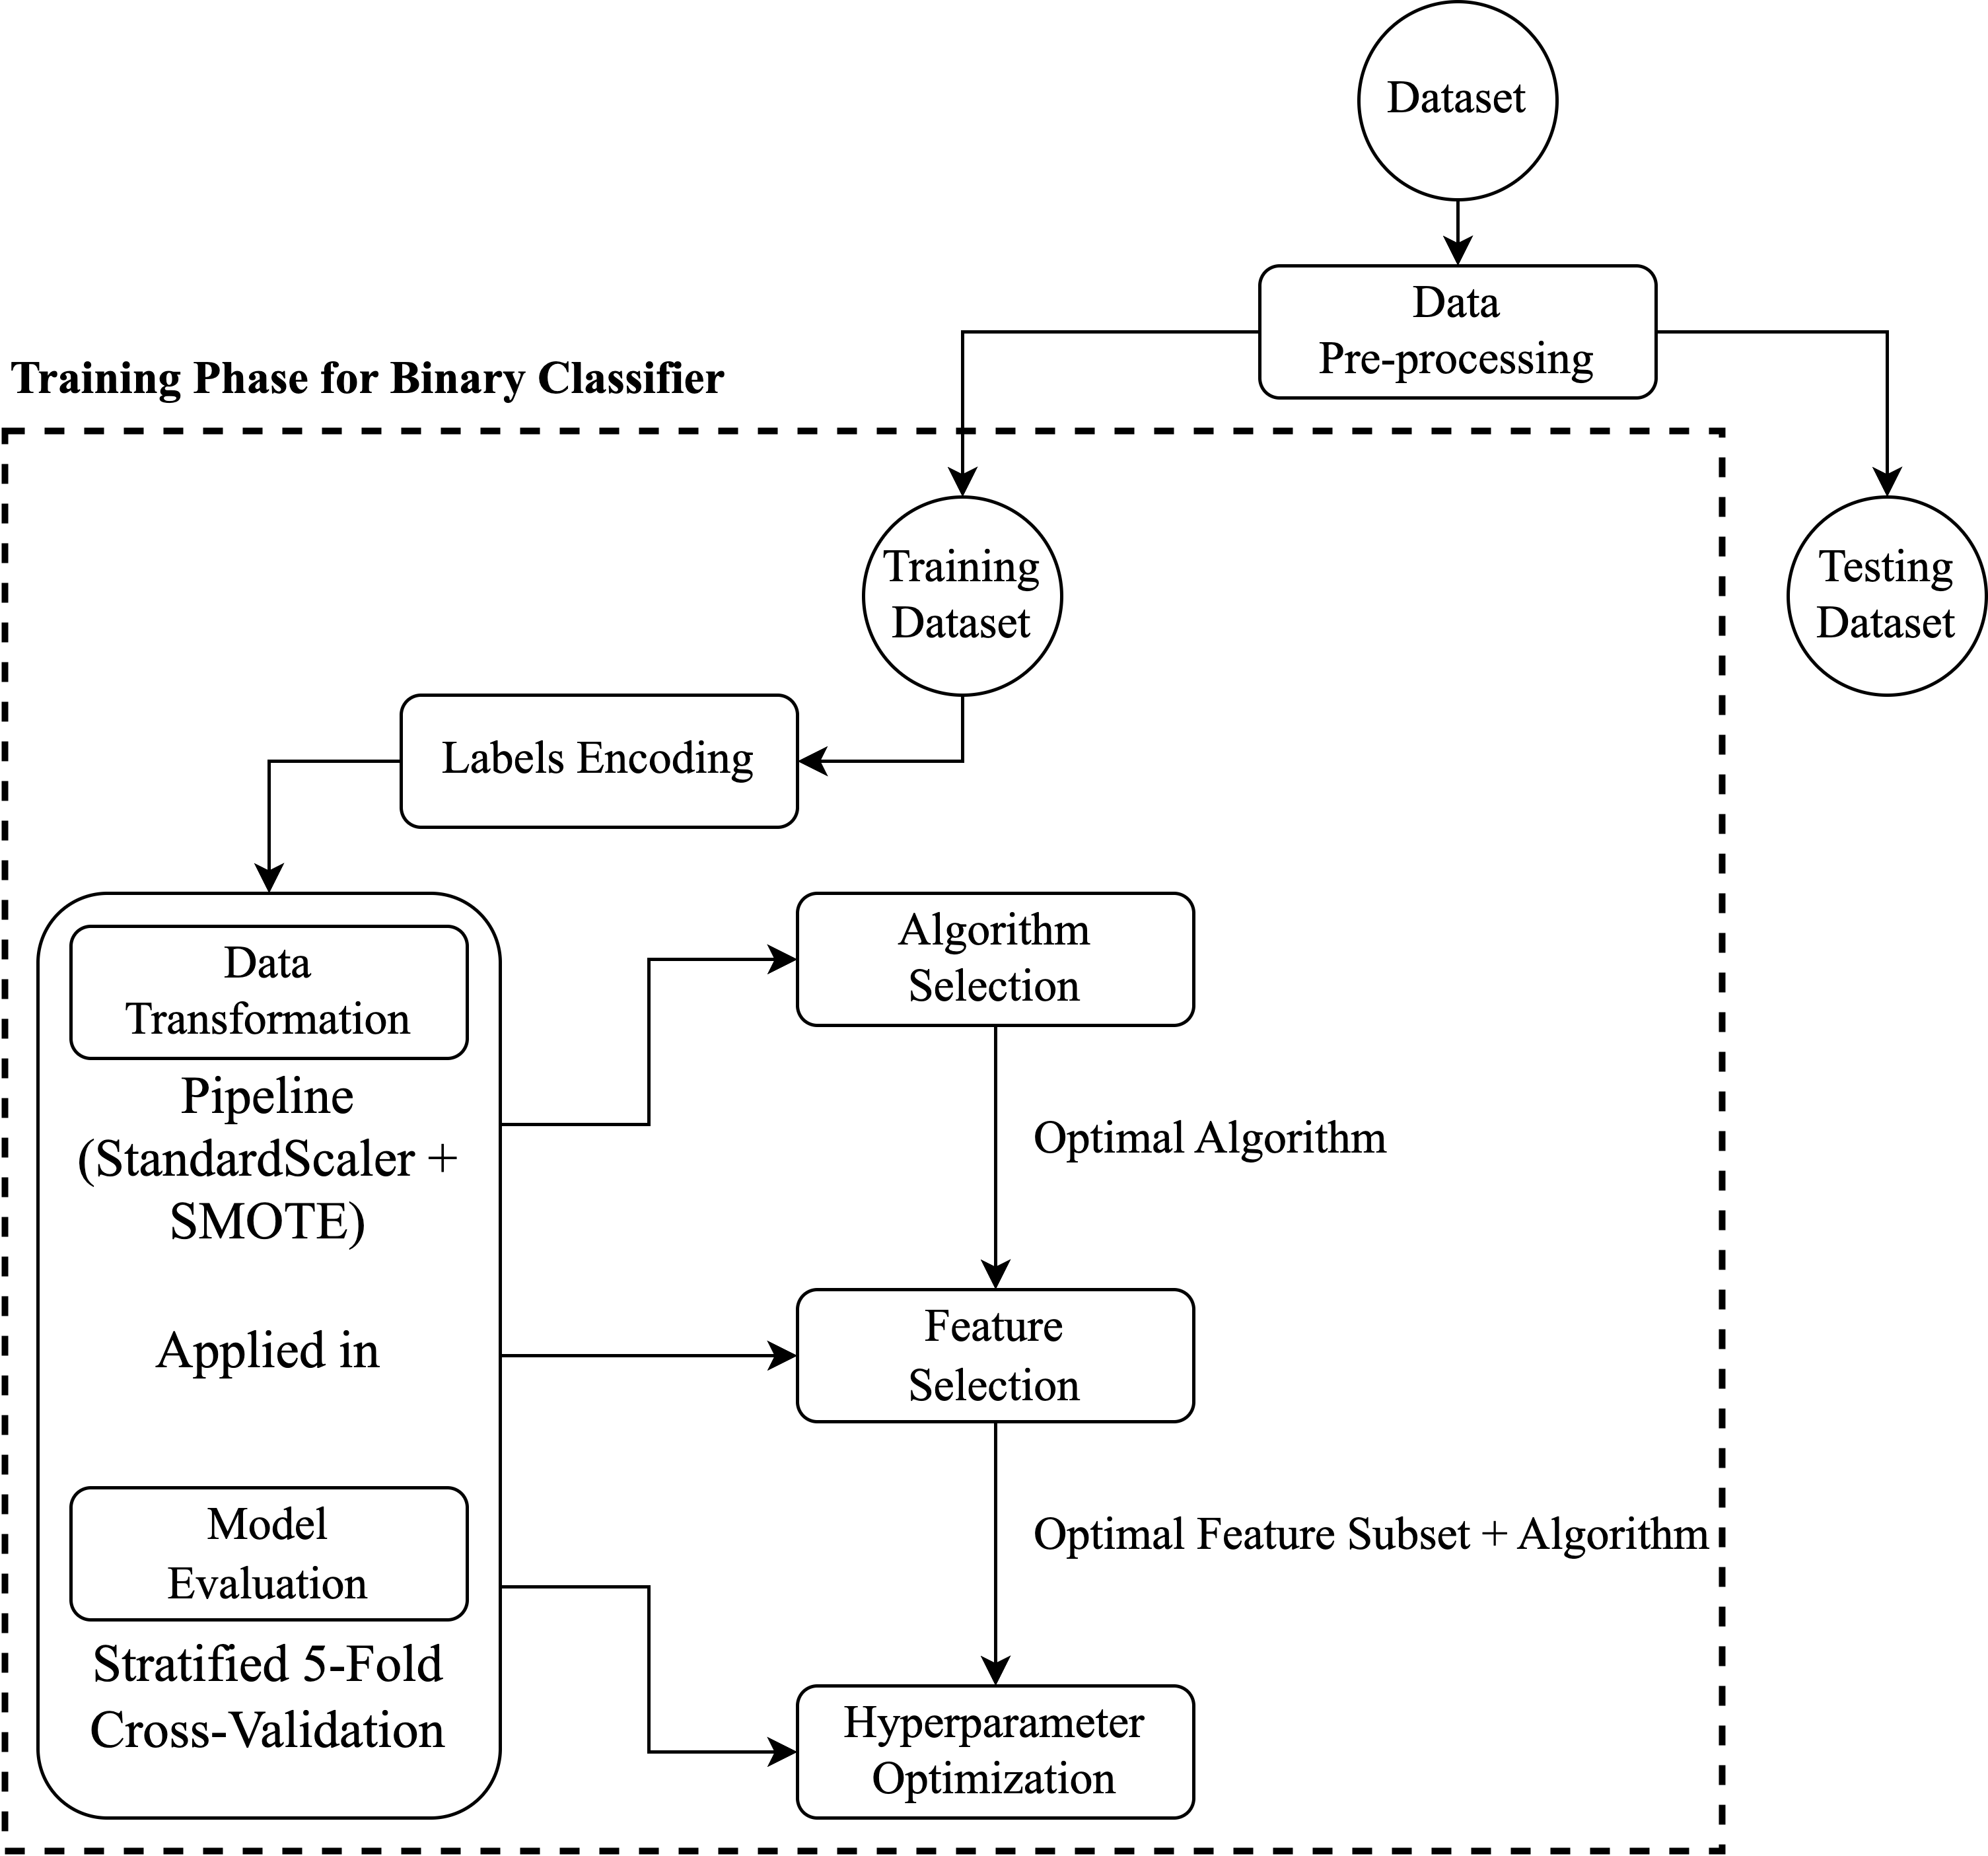 Dataset
Data
Pre-processing
Training Phase for Binary Classifier
Training
Dataset
Testing
Dataset
Labels Encoding
Data
Transformation
Pipeline
(StandardScaler +
SMOTE)
Applied in
Model
Evaluation
Stratified 5-Fold
Cross-Validation
Algorithm
Selection
Optimal Algorithm
Feature
Selection
Optimal Feature Subset + Algorithm
Hyperparameter
Optimization